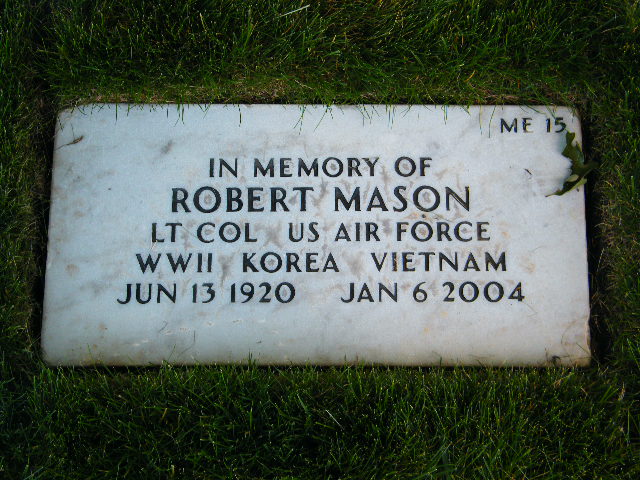 ME 15
IN MEMORY OF
ROBERT MASON
LT COL US AIR FORCE
WWII KOREA VIETNAM
JUN 13 1920 JAN 6 2004